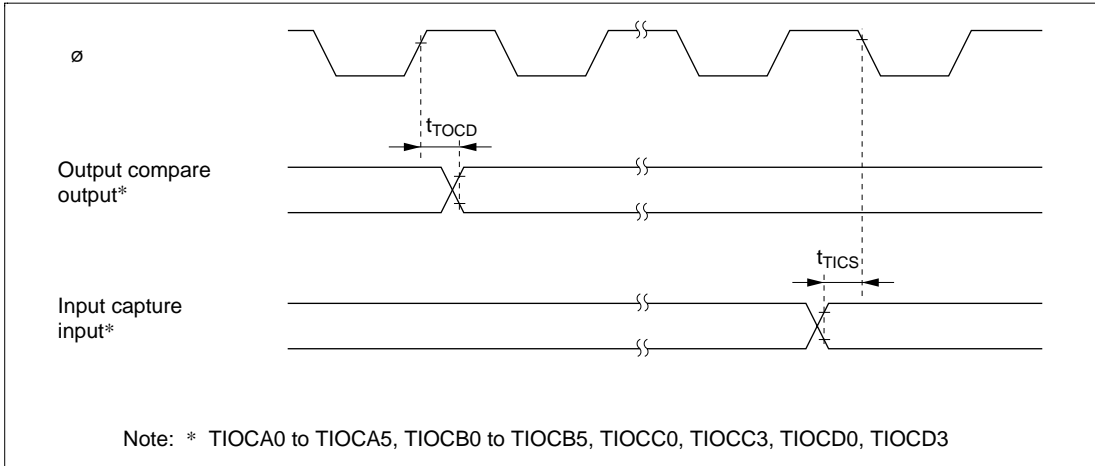 ø
tTOCD
Output compare
output*
tTICS
Input capture
input*
Note: * TIOCA0 to TIOCA5, TIOCB0 to TIOCB5, TIOCC0, TIOCC3, TIOCD0, TIOCD3